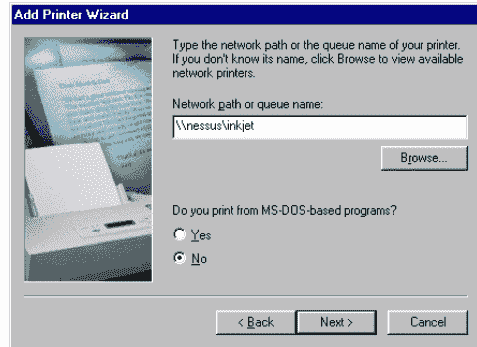 Add Printer Wizard
Type the network path or the queue name of your printer.
If you don't know its name, click Browse to view available
network printers.
Network path or queue name:
\\nessus\inkjet
Browse...
Do you print from MS-DOS-based programs?
Yes
No
< Back
Next >
Cancel